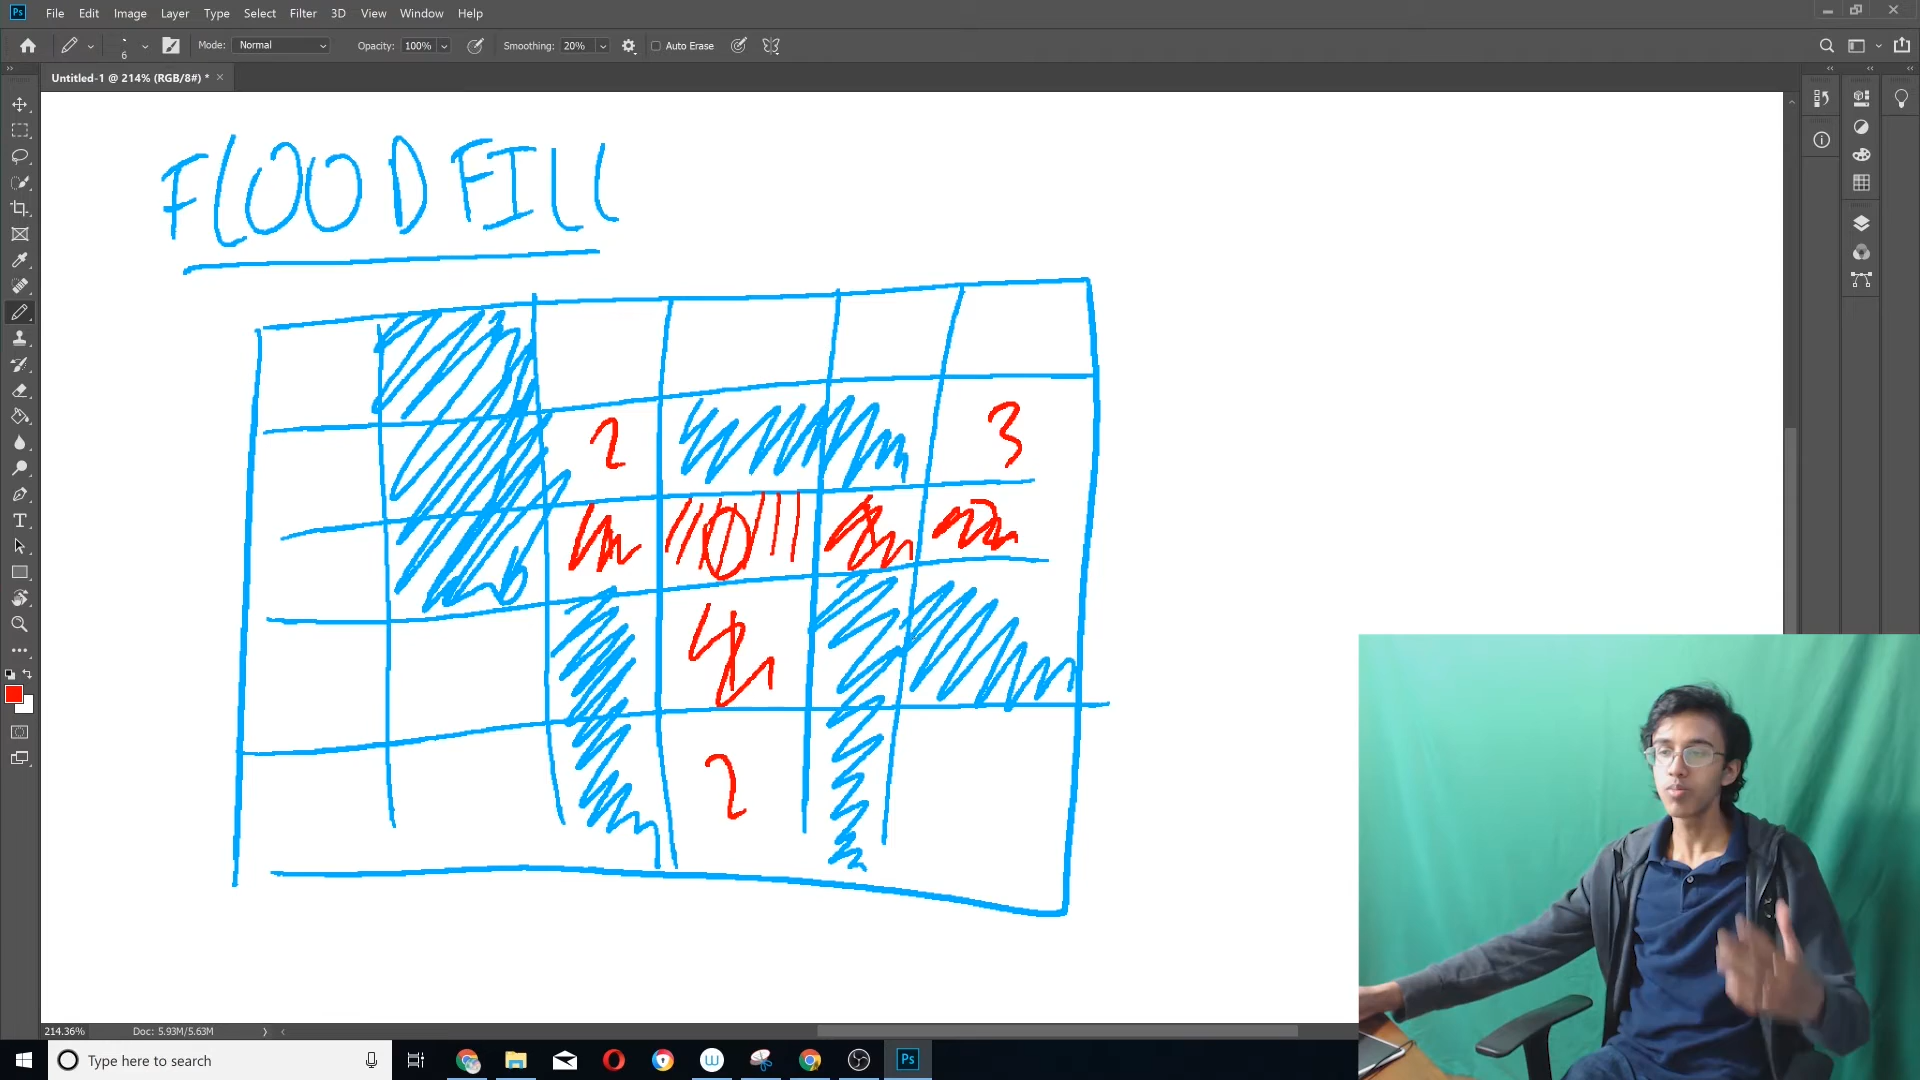 File Edit Image Layer Type Select Filter 3D View Window Help
6 Mode: Normal Opacity: 100% Smoothing: 20% Auto Erase
Untitled-1 @ 214% (RGB/8#) * ×
FLOODFILL
2 3
0
2
214.36% Doc: 5.93M/5.63M
Type here to search